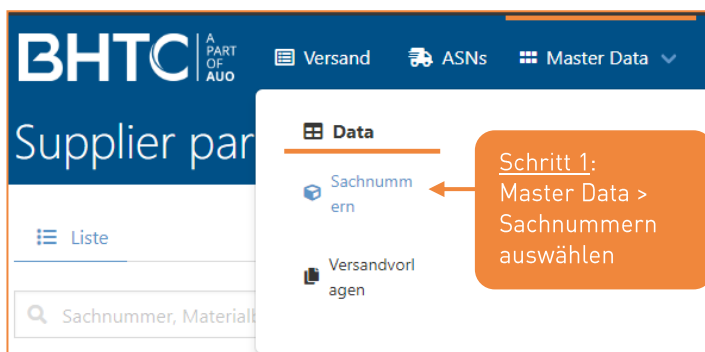 BHTC A PART OF AUO
Versand ASNs Master Data
Supplier par
Data
Sachnumm
ern
Versandvorl
agen
Liste
Sachnummer, Material
Schritt 1:
Master Data >
Sachnummern
auswählen